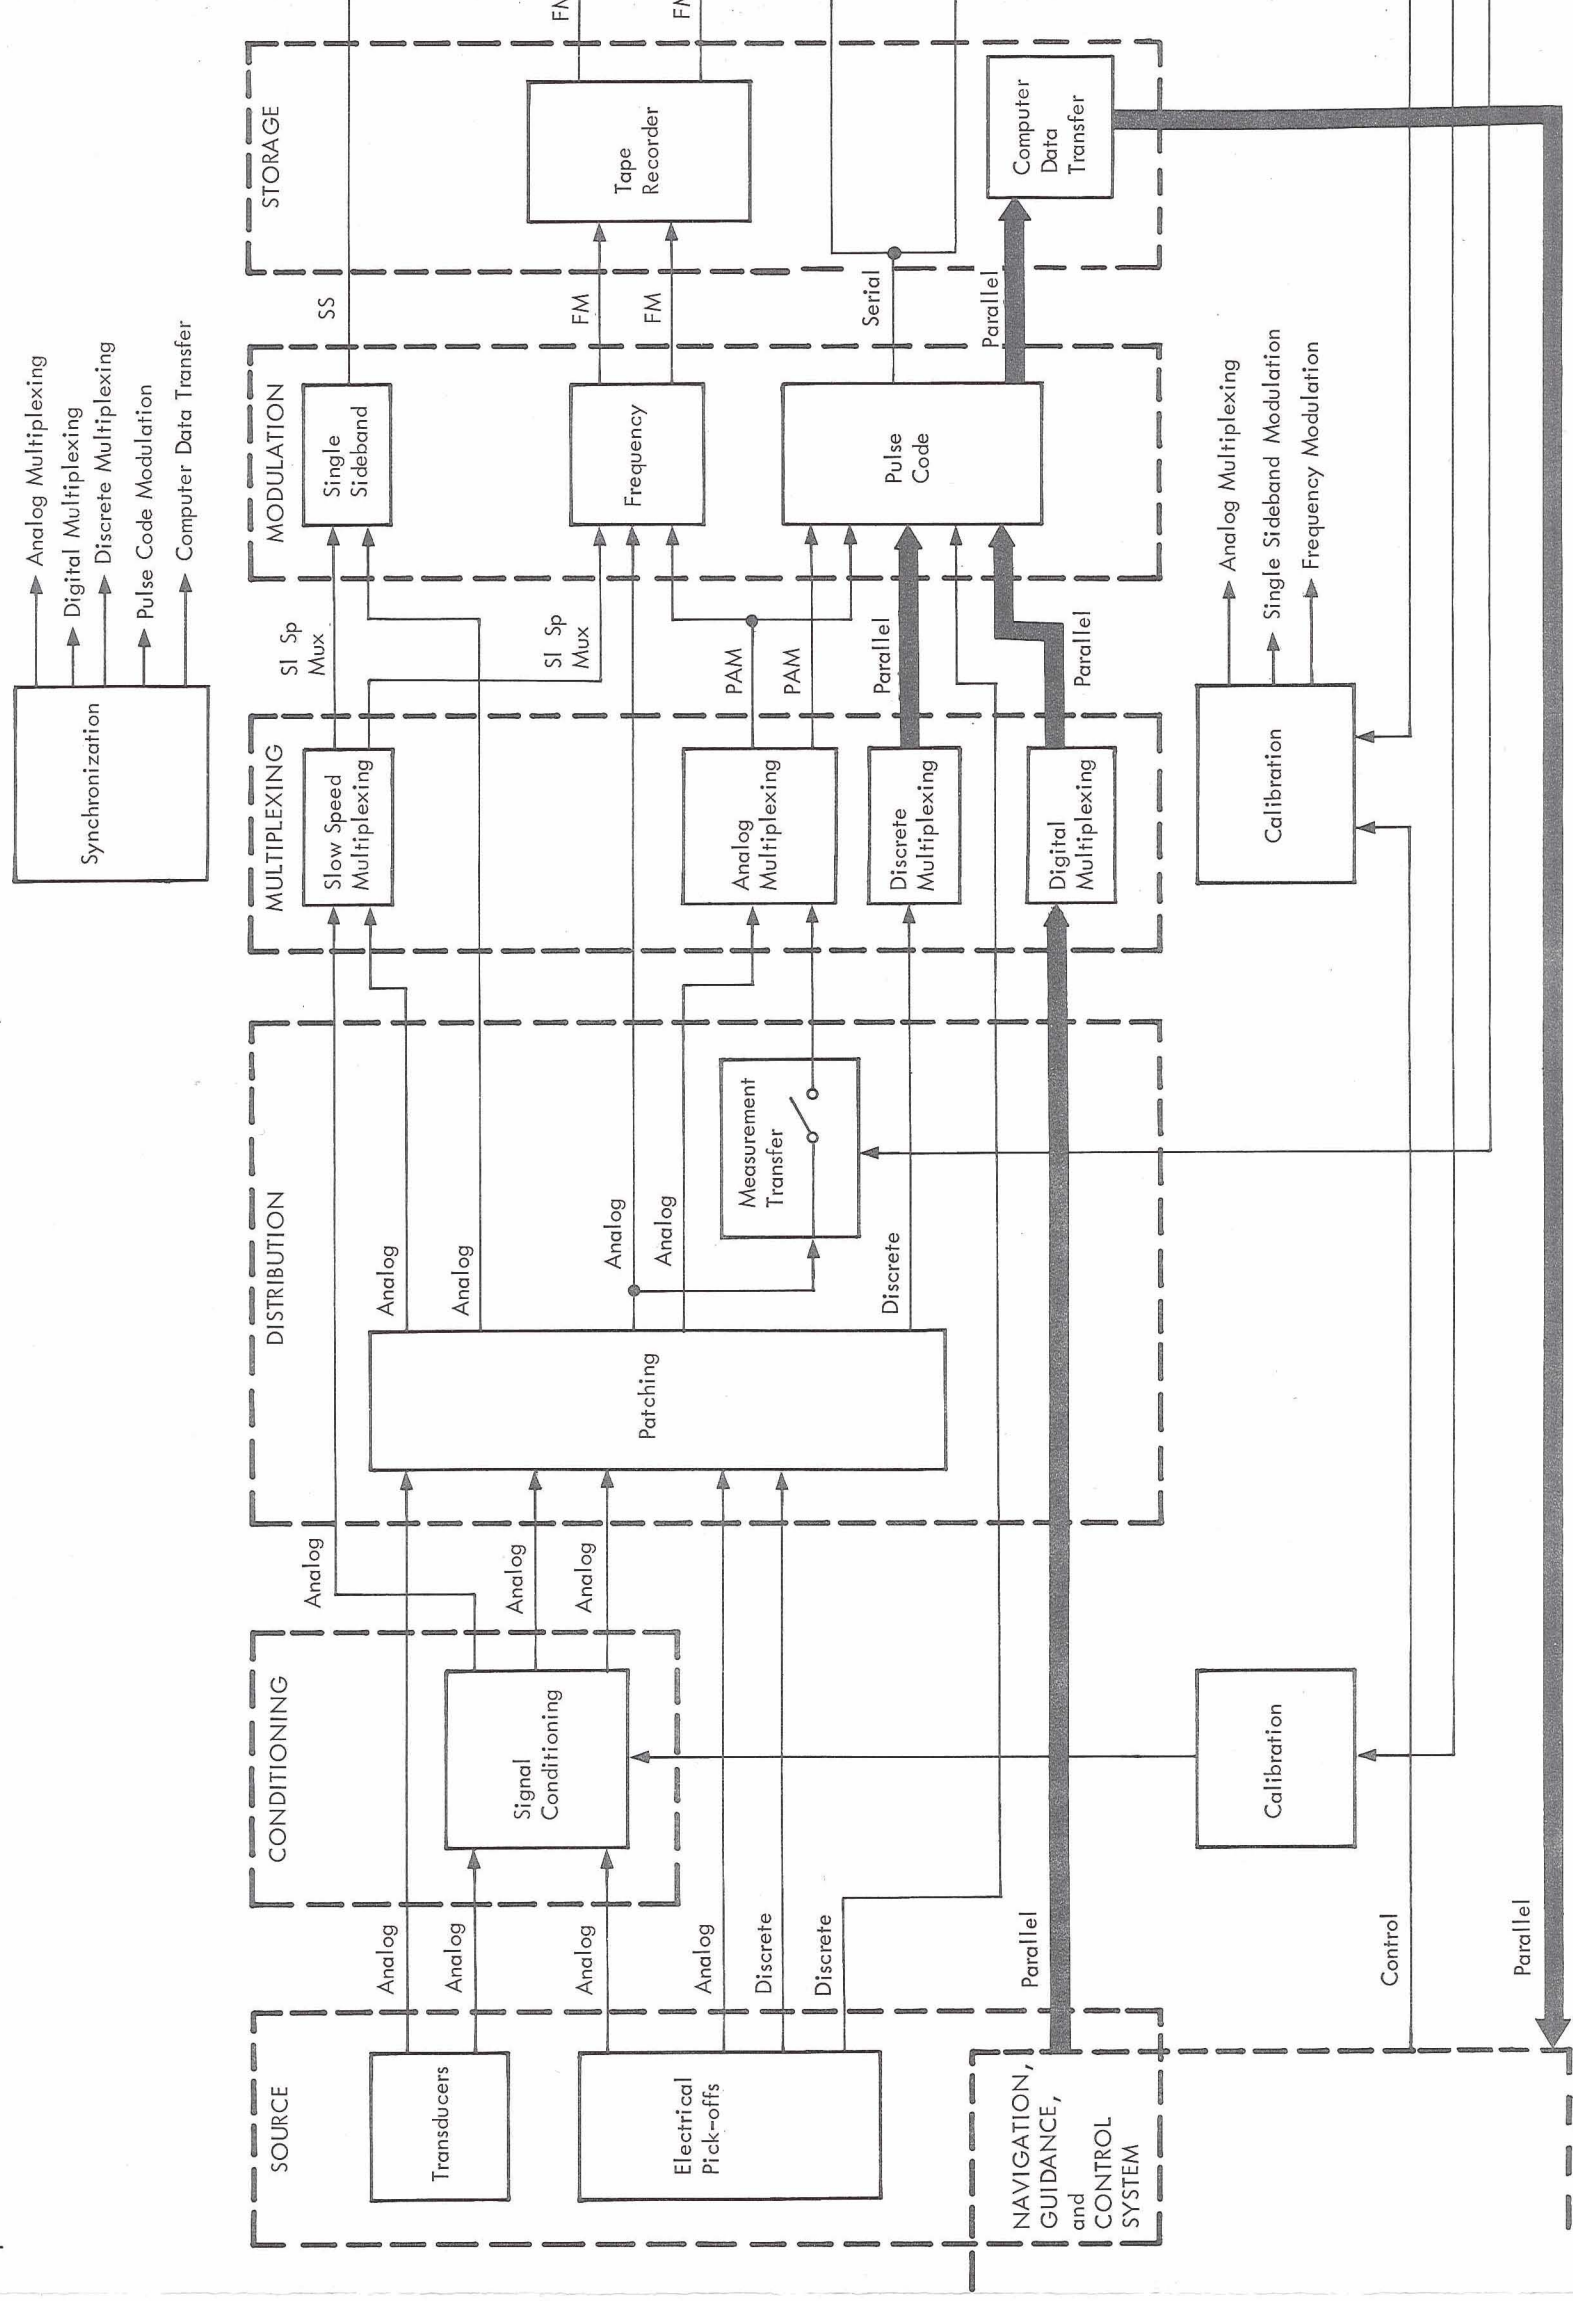 Synchronization
Analog Multiplexing
Digital Multiplexing
Discrete Multiplexing
Pulse Code Modulation
Computer Data Transfer
SOURCE
Transducers
Electrical
Pick-offs
NAVIGATION,
GUIDANCE,
and
CONTROL
SYSTEM
Analog
Analog
Analog
Analog
Discrete
Discrete
Parallel
Control
Parallel
CONDITIONING
Signal
Conditioning
Calibration
Analog
Analog
Analog
DISTRIBUTION
Patching
Analog
Analog
Analog
Analog
Discrete
Measurement
Transfer
MULTIPLEXING
Slow Speed
Multiplexing
Analog
Multiplexing
Discrete
Multiplexing
Digital
Multiplexing
Calibration
Analog Multiplexing
Single Sideband Modulation
Frequency Modulation
Sl Sp
Mux
Sl Sp
Mux
PAM
PAM
Parallel
Parallel
MODULATION
Single
Sideband
Frequency
Pulse
Code
SS
FM
FM
Serial
Parallel
STORAGE
Tape
Recorder
Computer
Data
Transfer
FM